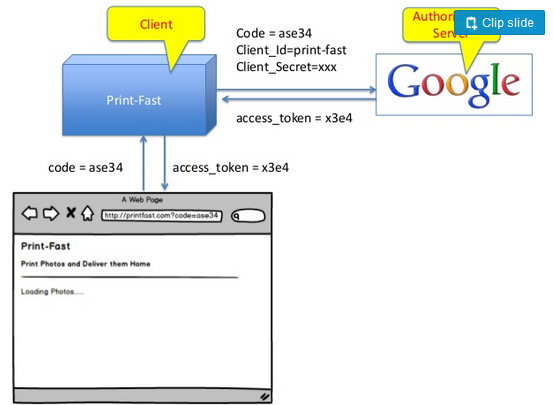 Client
Authori
Server
Clip slide
Code = ase34
Client_Id=print-fast
Client_Secret=xxx
Google
Print-Fast
access_token = x3e4
code = ase34
access_token = x3e4
A Web Page
http://printfast.com?code=ase34
Print-Fast
Print Photos and Deliver them Home
Loading Photos.....